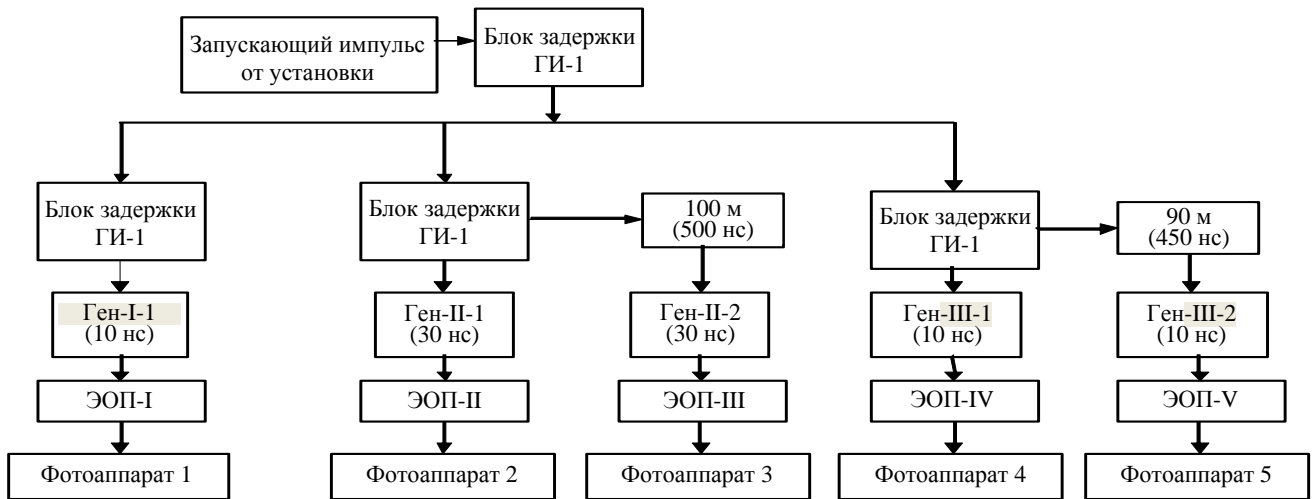 Запускающий импульс
от установки
Блок задержки
ГИ-1
Блок задержки
ГИ-1
Блок задержки
ГИ-1
100 м
(500 нс)
Блок задержки
ГИ-1
90 м
(450 нс)
Ген-I-1
(10 нс)
Ген-II-1
(30 нс)
Ген-II-2
(30 нс)
Ген-III-1
(10 нс)
Ген-III-2
(10 нс)
ЭОП-I
ЭОП-II
ЭОП-III
ЭОП-IV
ЭОП-V
Фотоаппарат 1
Фотоаппарат 2
Фотоаппарат 3
Фотоаппарат 4
Фотоаппарат 5